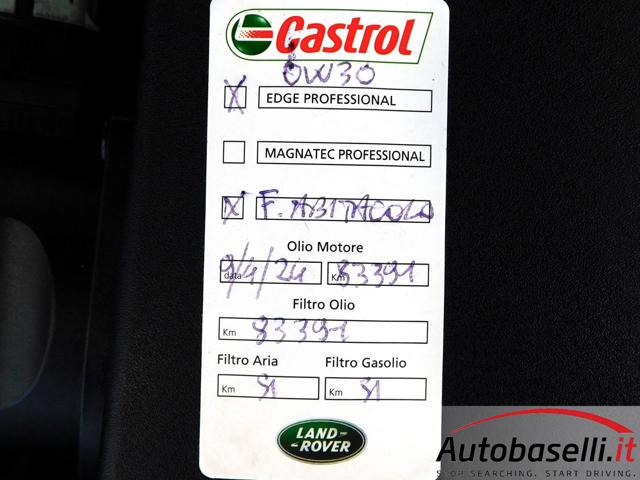 Castrol
0W30
X EDGE PROFESSIONAL
MAGNATEC PROFESSIONAL
X F. ABITACOLO
Olio Motore
data 9/4/24 Km 83391
Filtro Olio
Km 83391
Filtro Aria Filtro Gasolio
Km SI Km SI
LAND-
-ROVER
Autobaselli.it
STOP SEARCHING. START DRIVING.